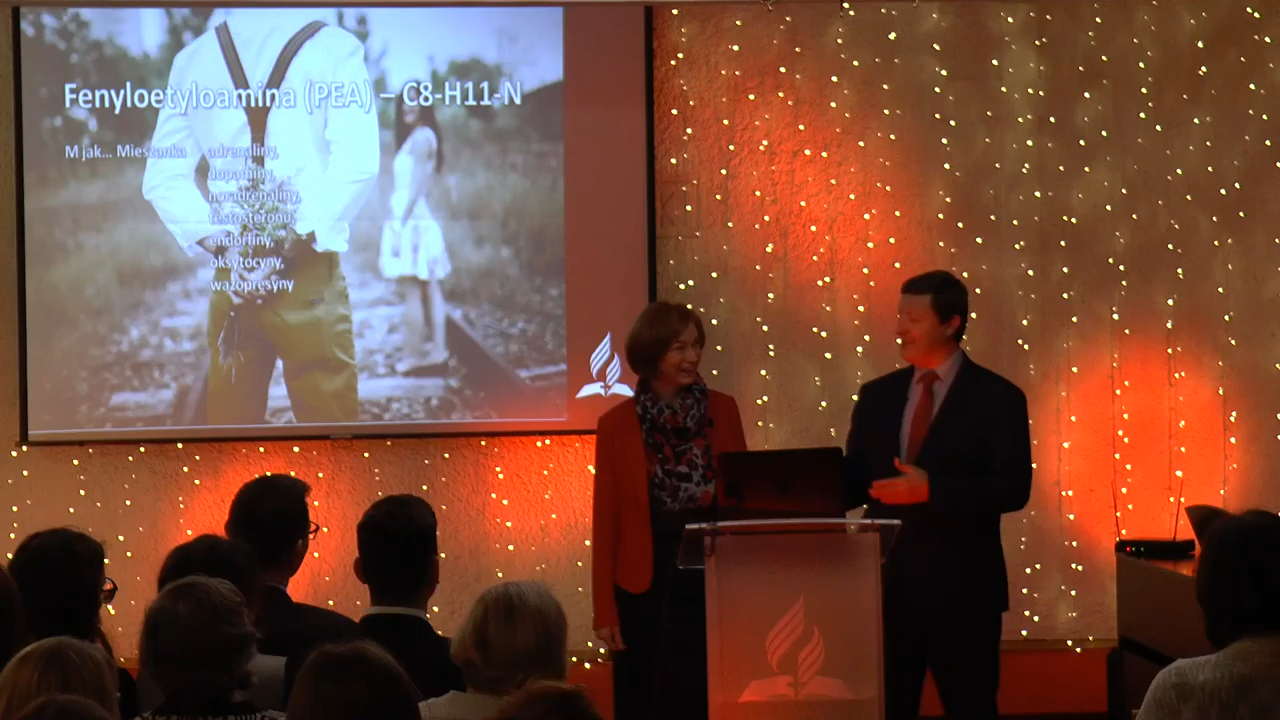 Fenyloetyloamina (PEA) – C8-H11-N
M jak... Mieszanka adrenaliny,
dopaminy,
noradrenaliny,
testosteronu,
endorfiny,
oksytocyny,
wazopresyny